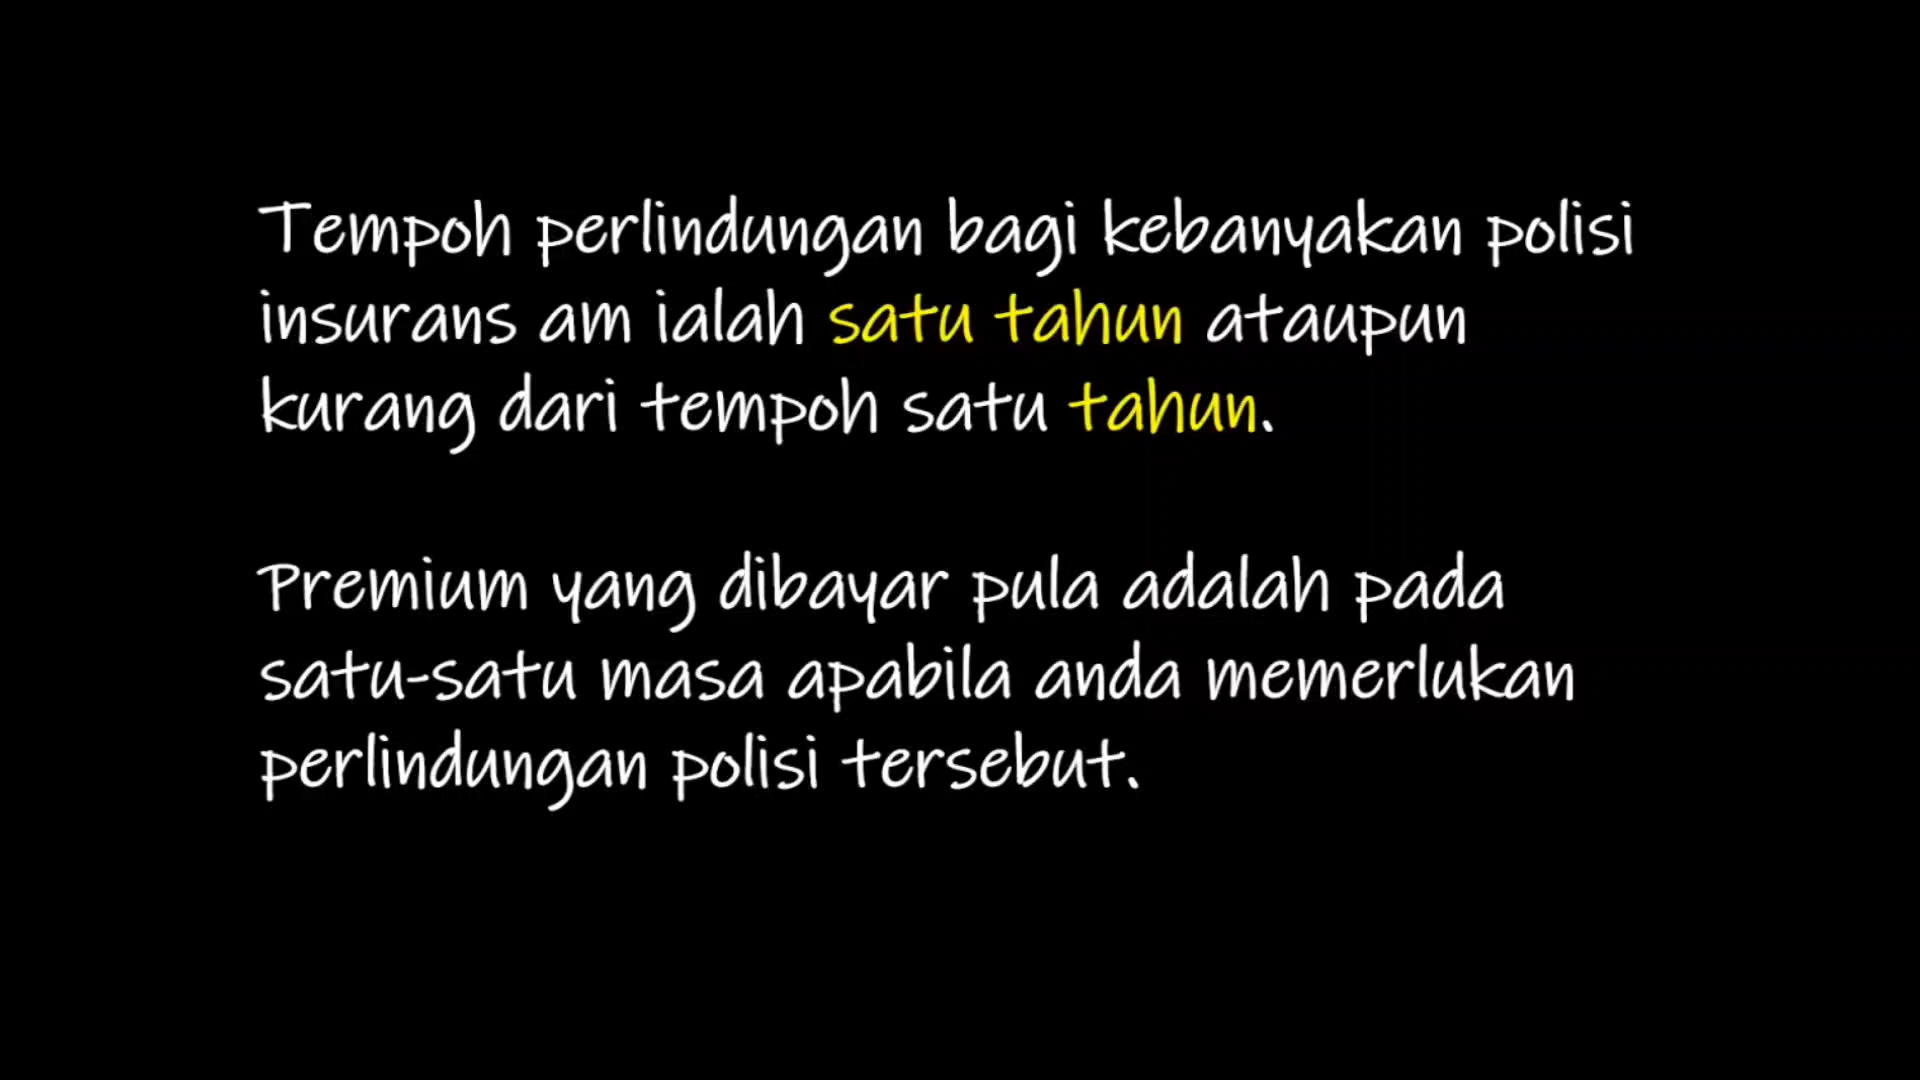 Tempoh perlindungan bagi kebanyakan polisi
insurans am ialah satu tahun ataupun
kurang dari tempoh satu tahun.
Premium yang dibayar pula adalah pada
satu-satu masa apabila anda memerlukan
perlindungan polisi tersebut.